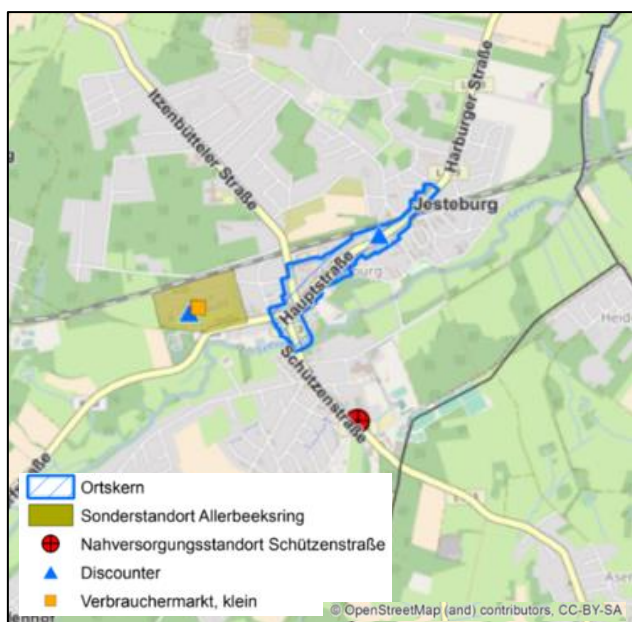 Itzenbütteler Straße
Harburger Straße
Jesteburg
Hauptstraße
Schützenstraße
Heide
Ortskern
Sonderstandort Allerbeeksring
Nahversorgungsstandort Schützenstraße
Discounter
Verbrauchermarkt, klein
© OpenStreetMap (and) contributors, CC-BY-SA